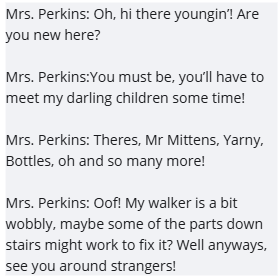 Mrs. Perkins: Oh, hi there youngin’! Are
you new here?
Mrs. Perkins:You must be, you’ll have to
meet my darling children some time!
Mrs. Perkins: Theres, Mr Mittens, Yarny,
Bottles, oh and so many more!
Mrs. Perkins: Oof! My walker is a bit
wobbly, maybe some of the parts down
stairs might work to fix it? Well anyways,
see you around strangers!